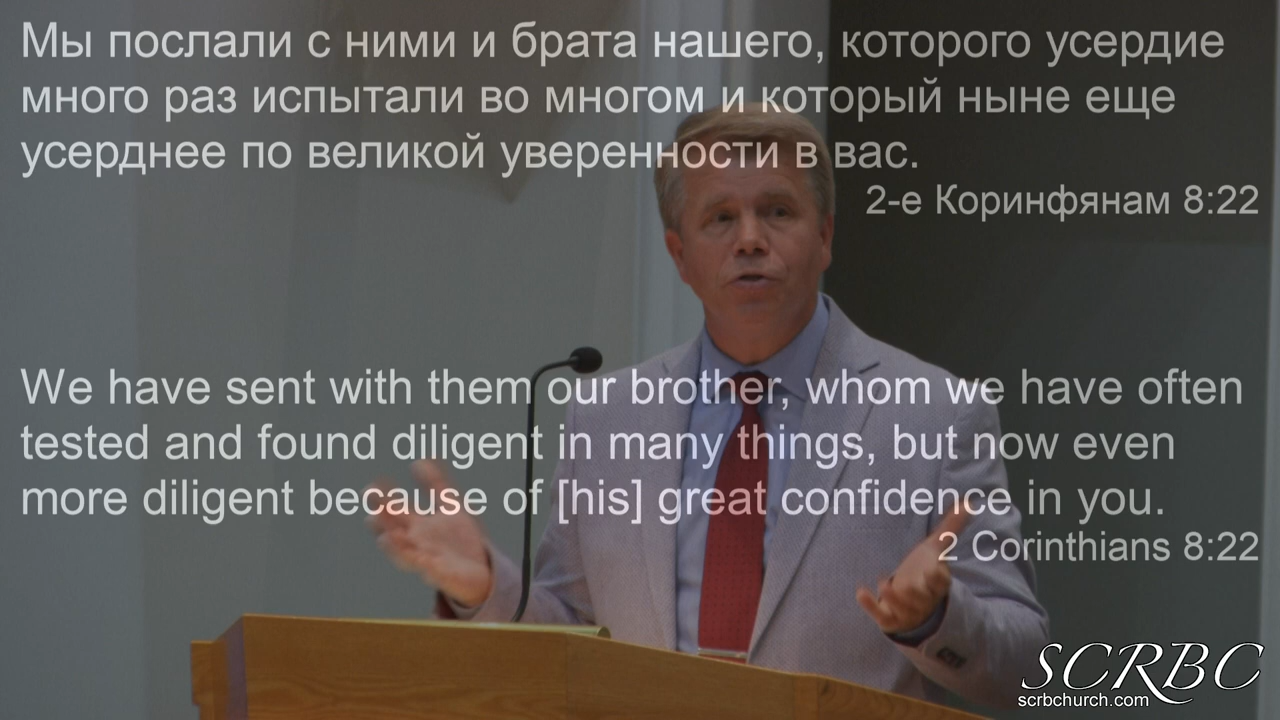 Мы послали с ними и брата нашего, которого усердие
много раз испытали во многом и который ныне еще
усерднее по великой уверенности в вас.
2-е Коринфянам 8:22
We have sent with them our brother, whom we have often
tested and found diligent in many things, but now even
more diligent because of [his] great confidence in you.
2 Corinthians 8:22
SCRBC
scrbchurch.com